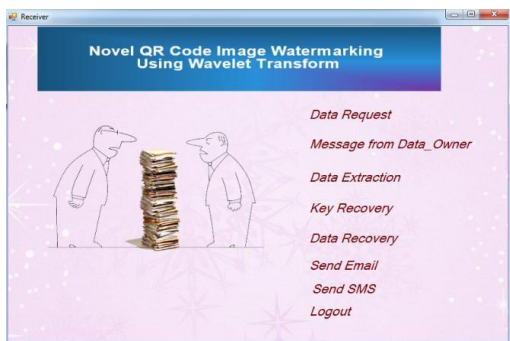 Receiver
Novel QR Code Image Watermarking
Using Wavelet Transform
Data Request
Message from Data_Owner
Data Extraction
Key Recovery
Data Recovery
Send Email
Send SMS
Logout